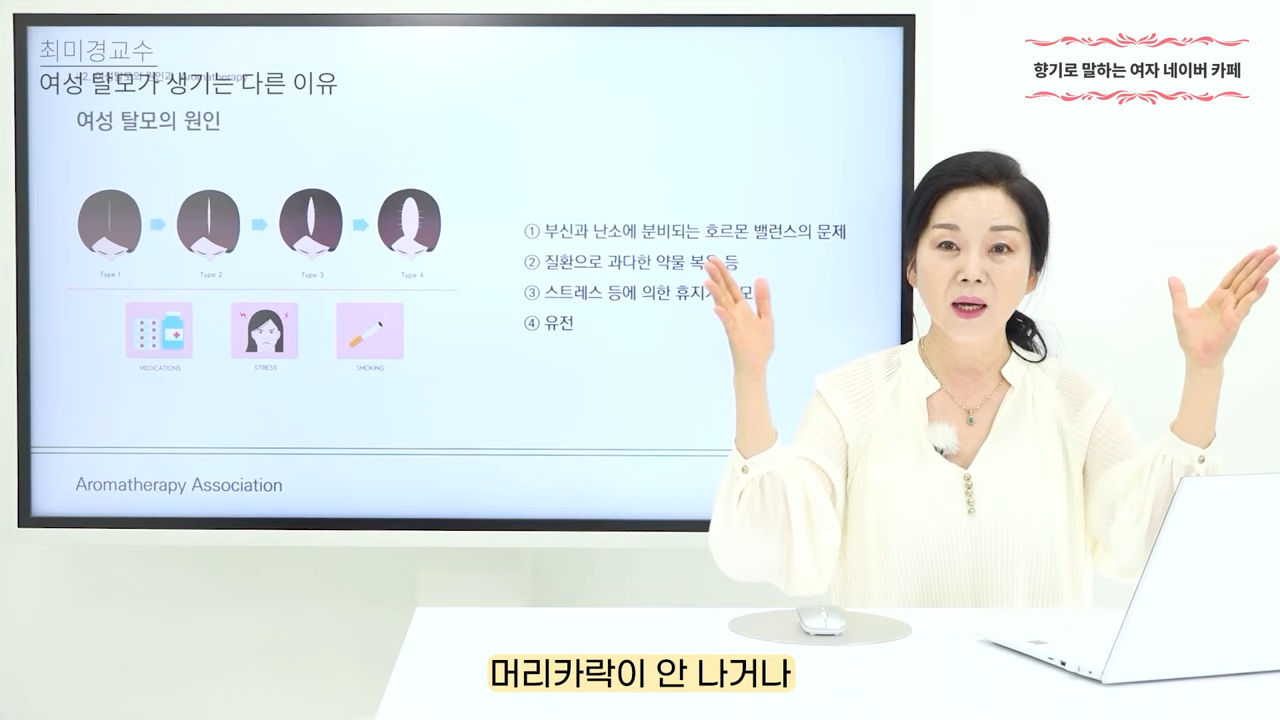 최미경교수
여성 탈모가 생기는 다른 이유
여성 탈모의 원인
향기로 말하는 여자 네이버 카페
Type 1
Type 2
Type 3
Type 4
MEDICATIONS
STRESS
SMOKING
① 부신과 난소에 분비되는 호르몬 밸런스의 문제
② 질환으로 과다한 약물 복용 등
③ 스트레스 등에 의한 휴지기
④ 유전
Aromatherapy Association
머리카락이 안 나거나